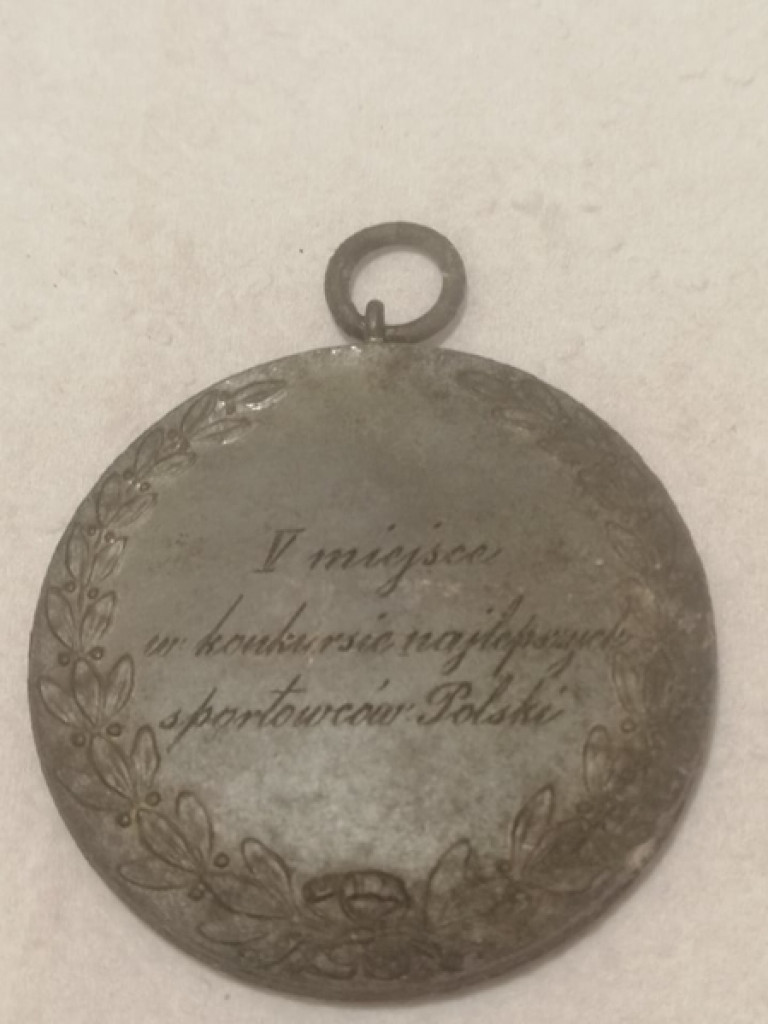 V miejsce
w konkursie najlepszych
sportowców Polski